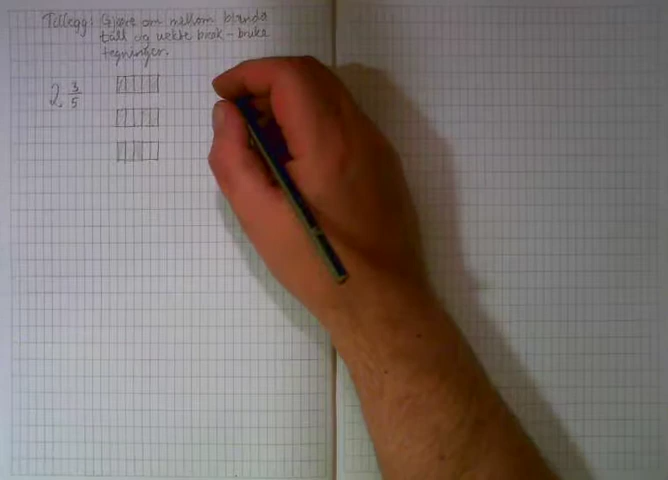 Tillegg: Gjøre om mellom blanda
tall og uekte brøk - bruke
tegninger.
2 3/5